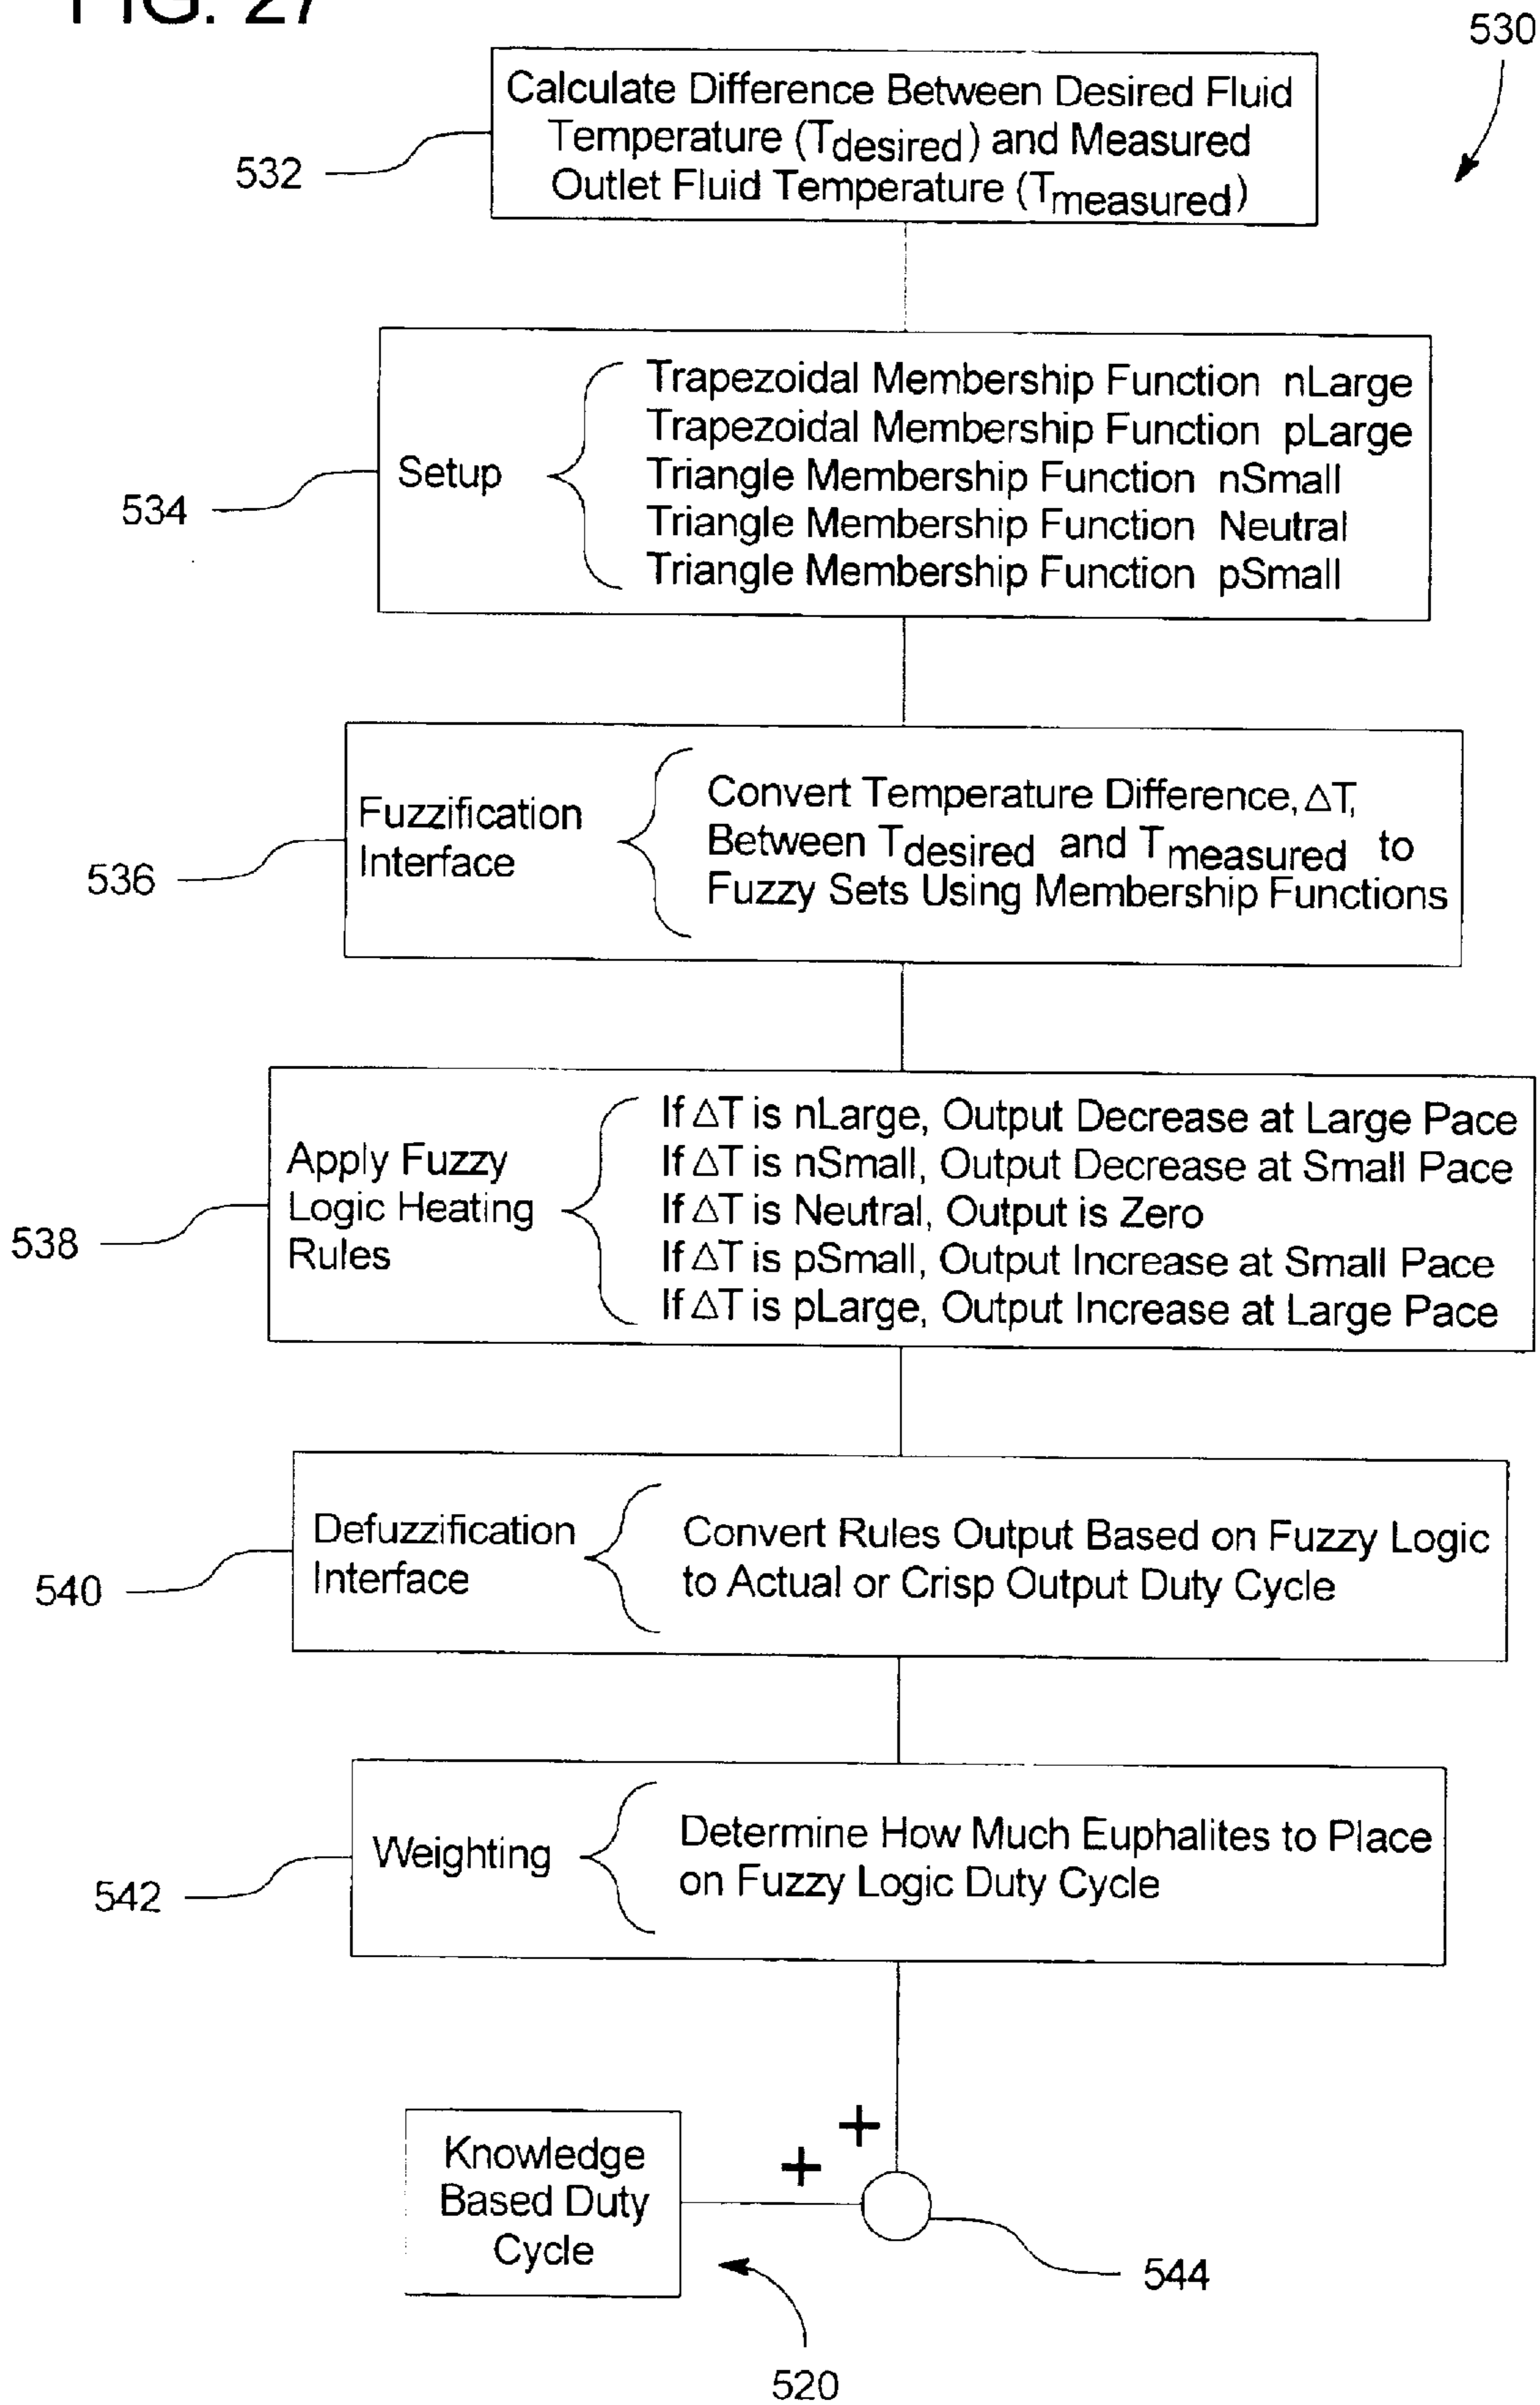 FIG. 27
530
Calculate Difference Between Desired Fluid
Temperature (Tdesired) and Measured
Outlet Fluid Temperature (Tmeasured)
532
Setup
Trapezoidal Membership Function nLarge
Trapezoidal Membership Function pLarge
Triangle Membership Function nSmall
Triangle Membership Function Neutral
Triangle Membership Function pSmall
534
Fuzzification
Interface
Convert Temperature Difference, ΔT,
Between Tdesired and Tmeasured to
Fuzzy Sets Using Membership Functions
536
Apply Fuzzy
Logic Heating
Rules
If ΔT is nLarge, Output Decrease at Large Pace
If ΔT is nSmall, Output Decrease at Small Pace
If ΔT is Neutral, Output is Zero
If ΔT is pSmall, Output Increase at Small Pace
If ΔT is pLarge, Output Increase at Large Pace
538
Defuzzification
Interface
Convert Rules Output Based on Fuzzy Logic
to Actual or Crisp Output Duty Cycle
540
Weighting
Determine How Much Euphalites to Place
on Fuzzy Logic Duty Cycle
542
+
+
Knowledge
Based Duty
Cycle
544
520